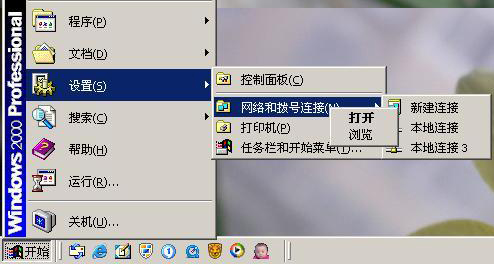 Windows 2000 Professional
程序(P)
文档(D)
设置(S)
搜索(C)
帮助(H)
运行(R)...
关机(U)...
控制面板(C)
网络和拨号连接(N)
打印机(P)
任务栏和开始菜单(T)...
打开
浏览
新建连接
本地连接
本地连接 3
开始